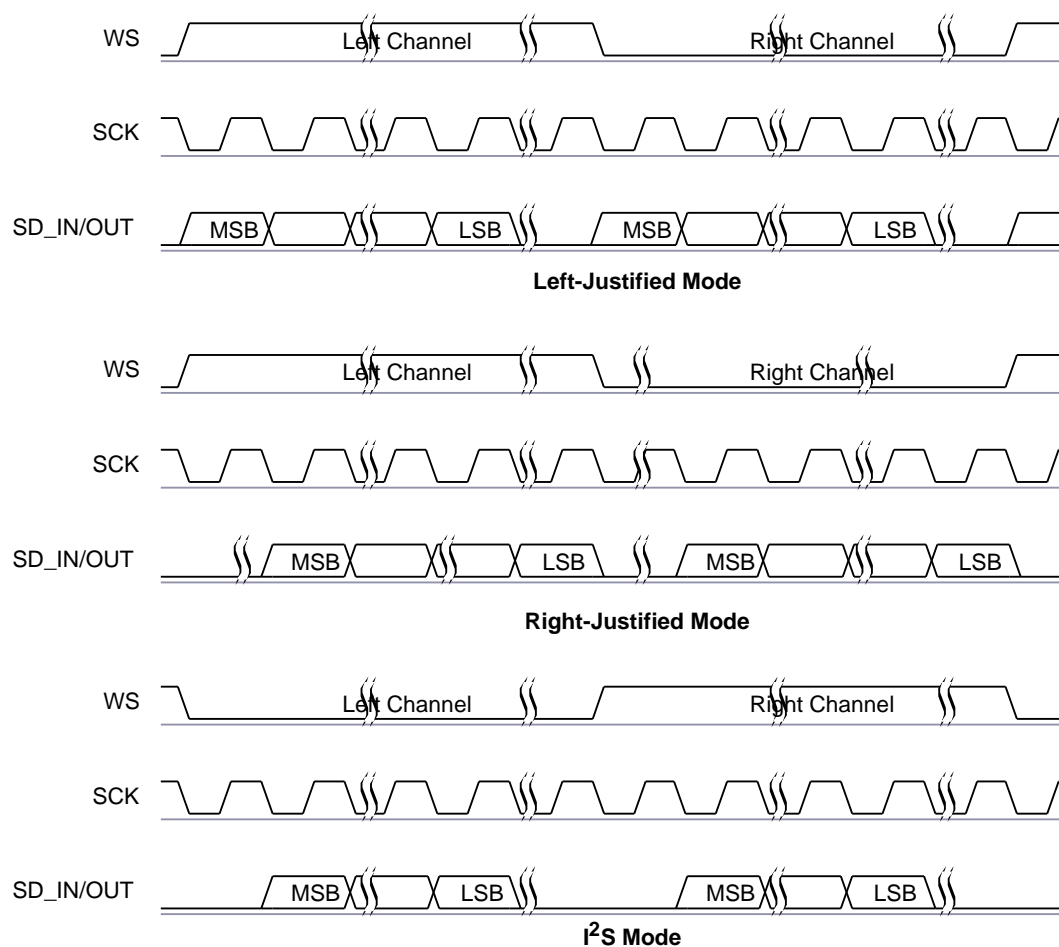 WS Left Channel Right Channel
SCK
SD_IN/OUT MSB LSB MSB LSB
Left-Justified Mode
WS Left Channel Right Channel
SCK
SD_IN/OUT MSB LSB MSB LSB
Right-Justified Mode
WS Left Channel Right Channel
SCK
SD_IN/OUT MSB LSB MSB LSB
I²S Mode